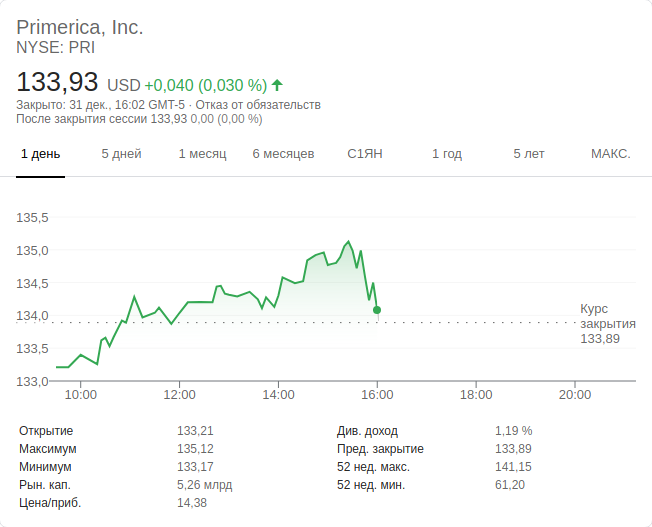 Primerica, Inc.
NYSE: PRI
133,93 USD +0,040 (0,030 %)
Закрыто: 31 дек., 16:02 GMT-5 · Отказ от обязательств
После закрытия сессии 133,93 0,00 (0,00 %)
1 день 5 дней 1 месяц 6 месяцев С1ЯН 1 год 5 лет МАКС.
135,5
135,0
134,5
134,0
133,5
133,0
Курс
закрытия
133,89
10:00 12:00 14:00 16:00 18:00 20:00
Открытие 133,21 Див. доход 1,19 %
Максимум 135,12 Пред. закрытие 133,89
Минимум 133,17 52 нед. макс. 141,15
Рын. кап. 5,26 млрд 52 нед. мин. 61,20
Цена/приб. 14,38